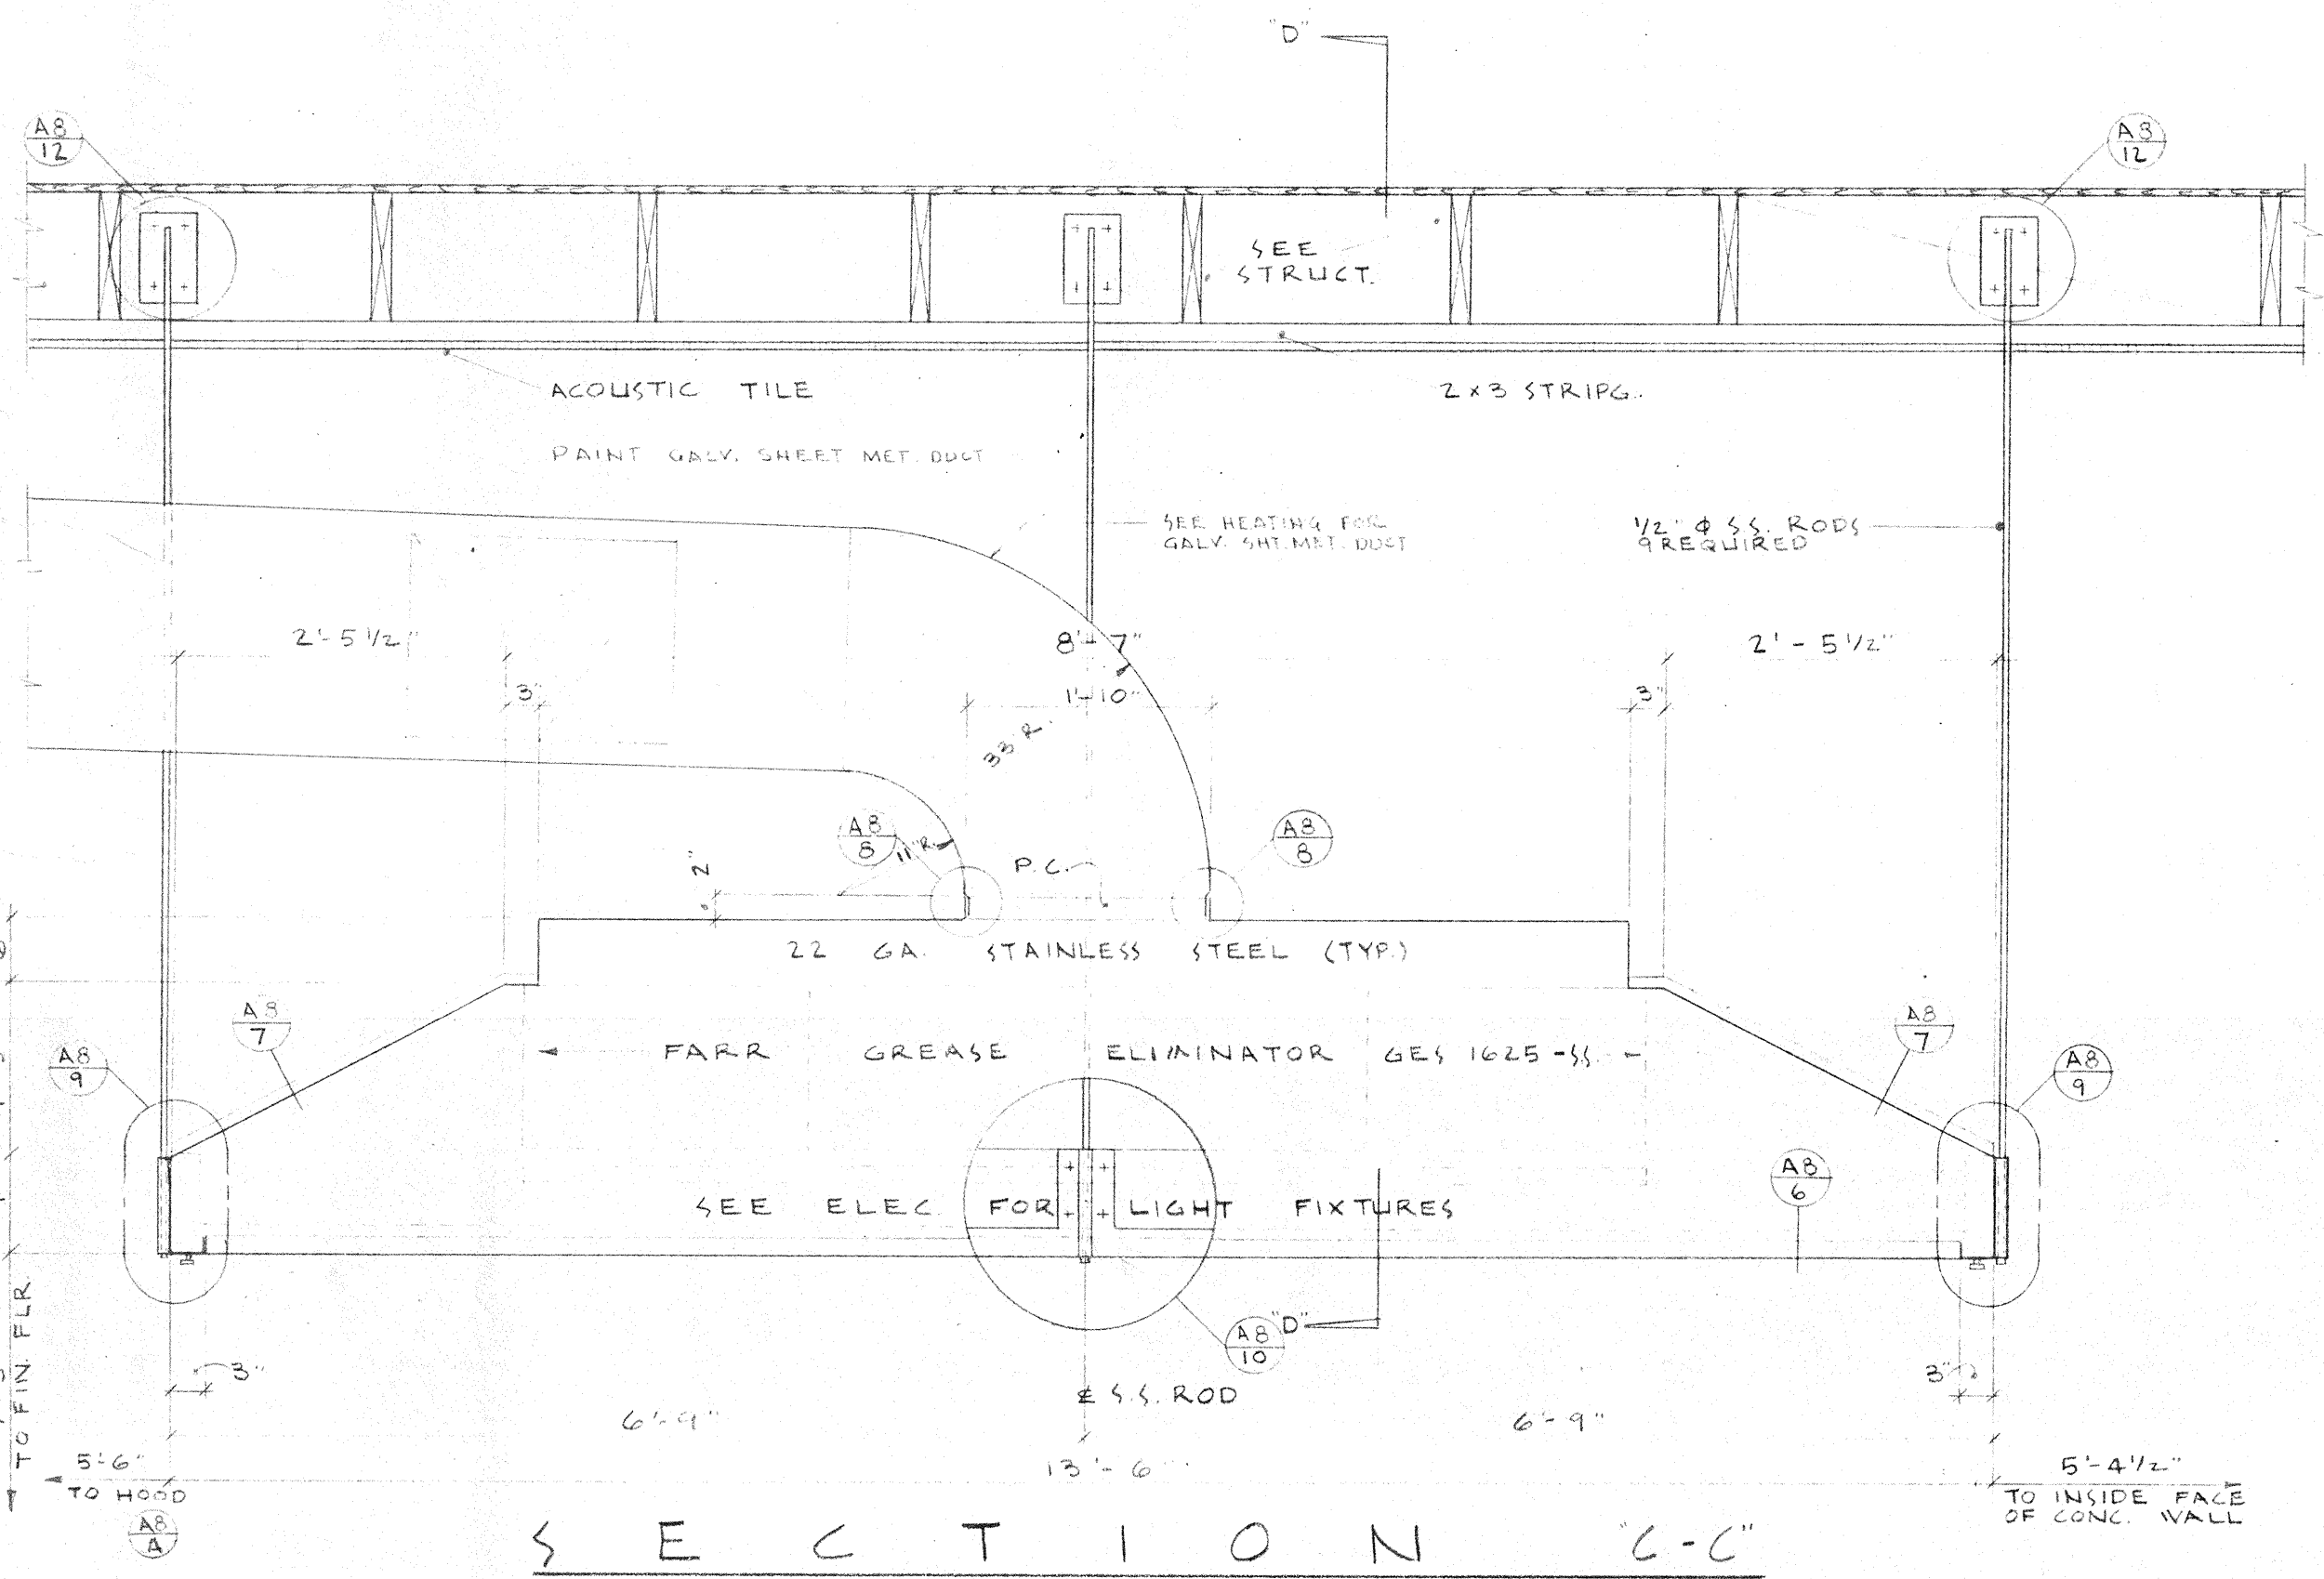 "D"
A8
12
A8
12
SEE
STRUCT.
ACOUSTIC TILE
2 x 3 STRIPG.
PAINT GALV. SHEET MET. DUCT
SEE HEATING FOR
GALV. SHT. MET. DUCT
1/2" Φ S.S. RODS
9 REQUIRED
2'-5 1/2"
8'-7"
2'-5 1/2"
3"
1'-10"
3"
33" R.
A8
8
11" R.
A8
8
2"
P.C.
22 GA. STAINLESS STEEL (TYP.)
A8
7
A8
7
FARR GREASE ELIMINATOR GES 1625-SS.
A8
9
A8
9
A8
6
SEE ELEC. FOR LIGHT FIXTURES
A8
10
"D"
TO FIN. FLR.
3"
℄ S.S. ROD
3"
6'-9"
6'-9"
5'-6"
TO HOOD
A8
4
13'-6"
5'-4 1/2"
TO INSIDE FACE
OF CONC. WALL
SECTION "C-C"